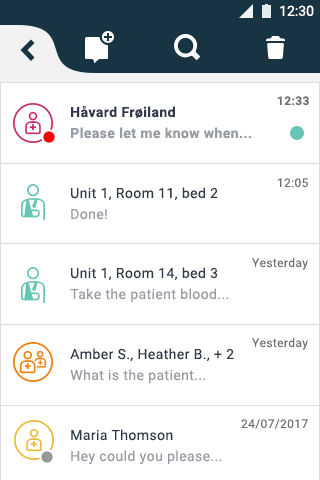 12:30
Håvard Frøiland
12:33
Please let me know when...
Unit 1, Room 11, bed 2
12:05
Done!
Unit 1, Room 14, bed 3
Yesterday
Take the patient blood...
Amber S., Heather B., + 2
Yesterday
What is the patient...
Maria Thomson
24/07/2017
Hey could you please...